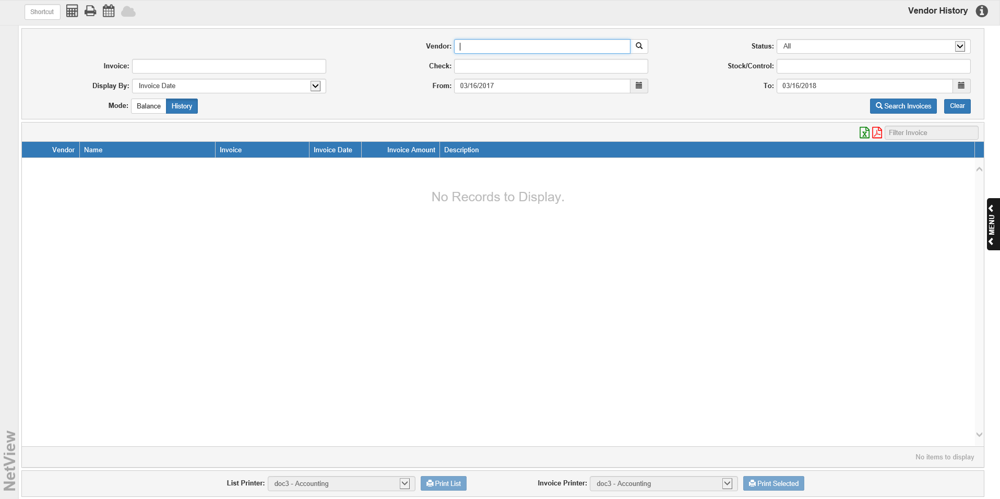 Shortcut
Vendor History
Vendor:
Status: All
Invoice:
Check:
Stock/Control:
Display By: Invoice Date
From: 03/16/2017
To: 03/16/2018
Mode: Balance History
Search Invoices Clear
Filter Invoice
Vendor Name Invoice Invoice Date Invoice Amount Description
No Records to Display.
MENU
NetView
No items to display
List Printer: doc3 - Accounting Print List
Invoice Printer: doc3 - Accounting Print Selected